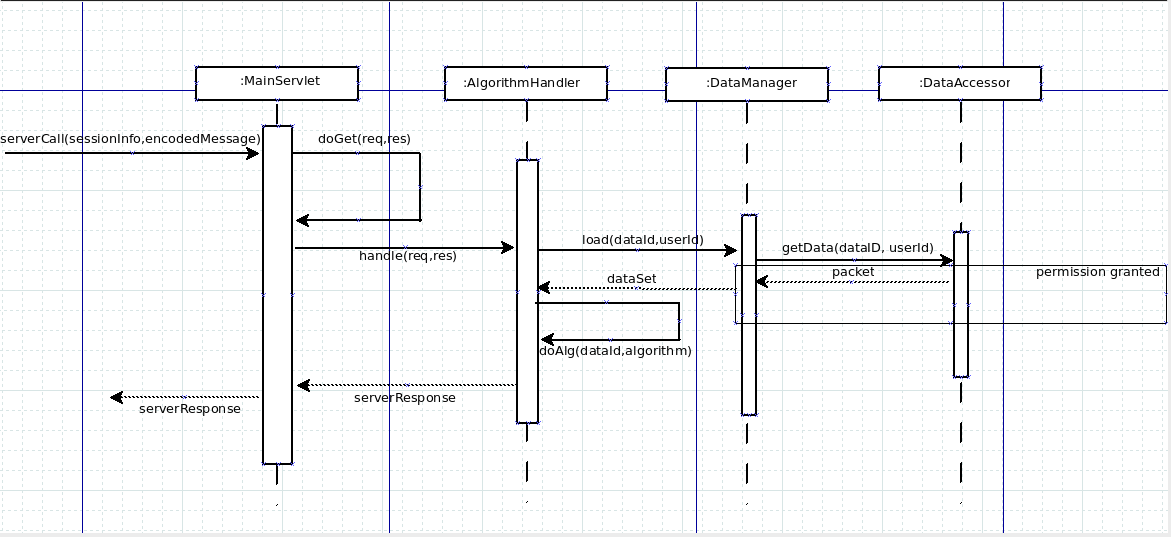 :MainServlet
:AlgorithmHandler
:DataManager
:DataAccessor
serverCall(sessionInfo,encodedMessage)
doGet(req,res)
load(dataId,userId)
getData(dataID, userId)
handle(req,res)
packet
permission granted
dataSet
doAlg(dataId,algorithm)
serverResponse
serverResponse